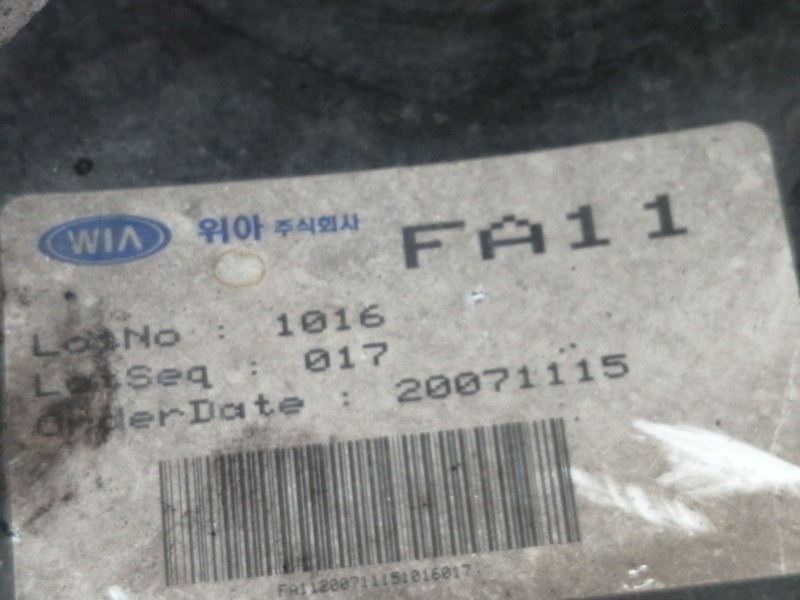 WIA 위아 주식회사 FA11
LotNo : 1016
LotSeq : 017
OrderDate : 20071115
FA11200711151016017